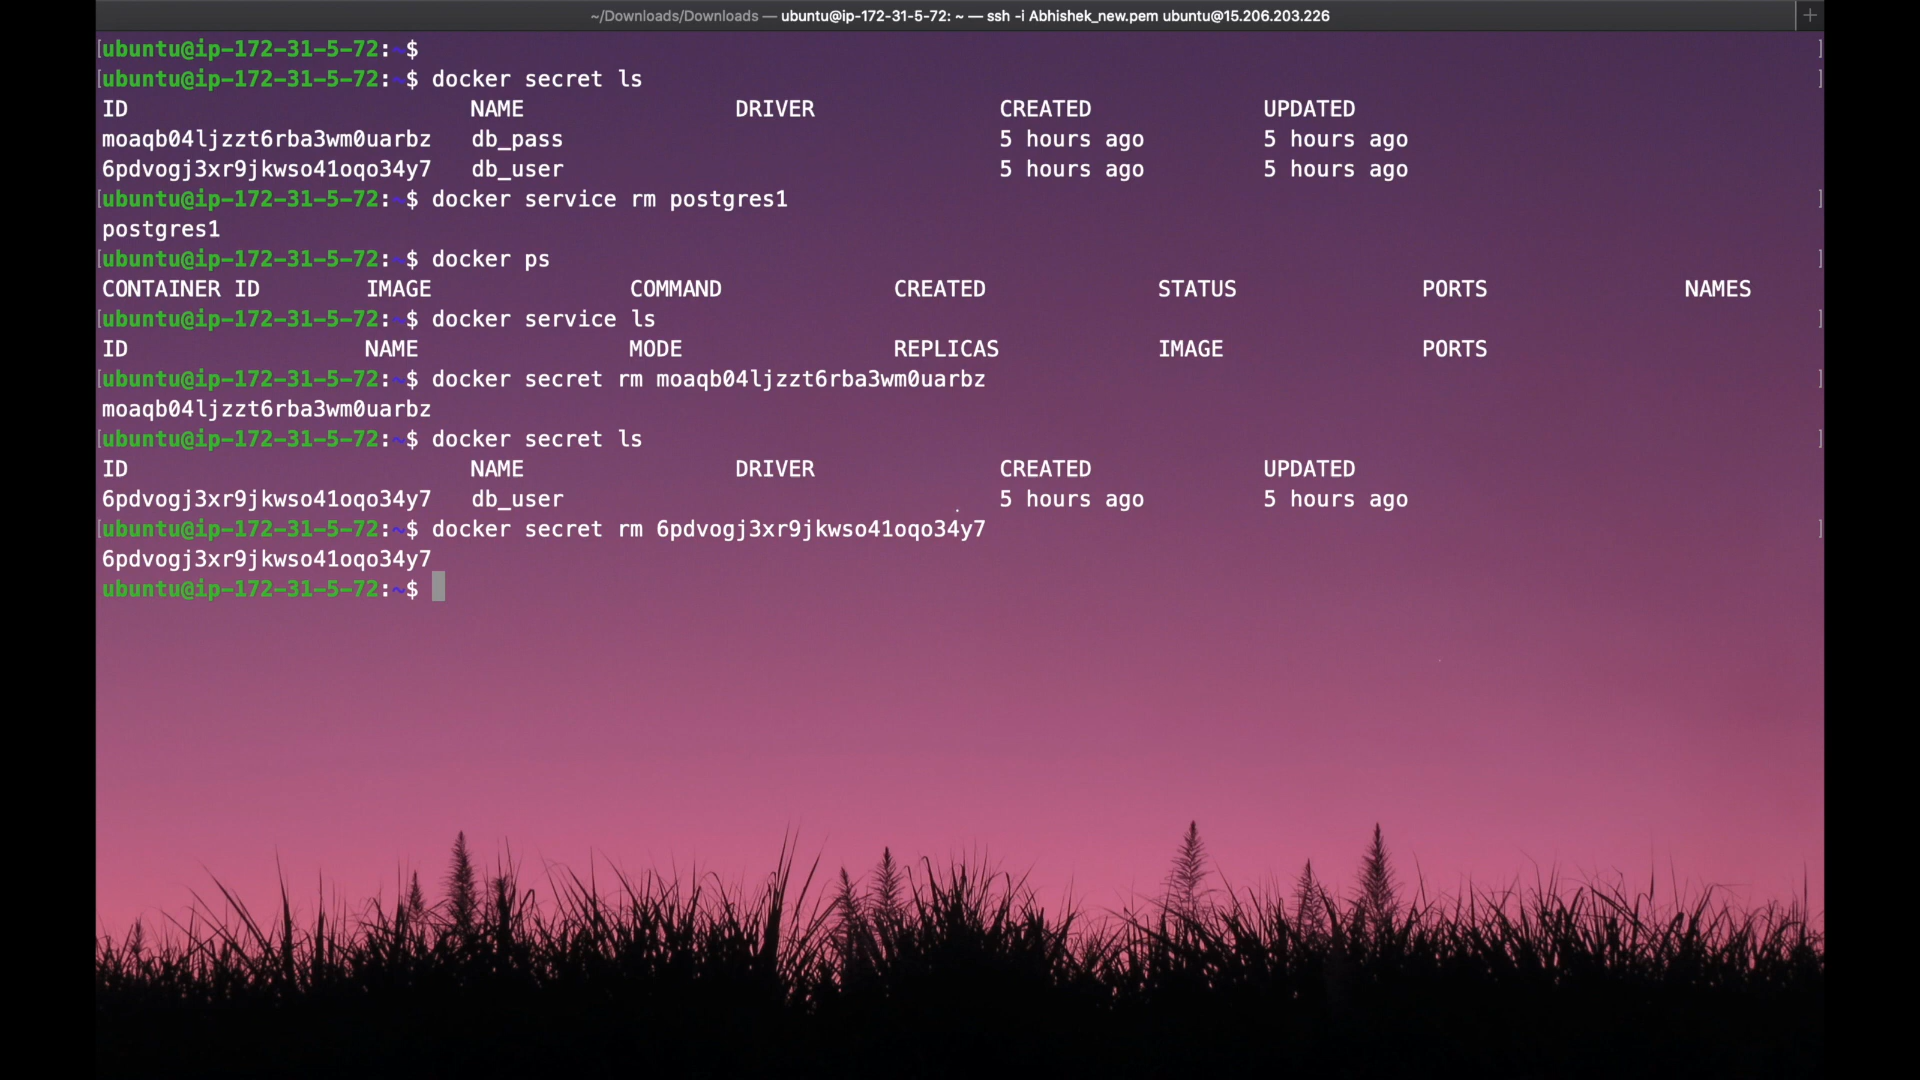 ~/Downloads/Downloads — ubuntu@ip-172-31-5-72: ~ — ssh -i Abhishek_new.pem ubuntu@15.206.203.226 +
[ubuntu@ip-172-31-5-72:~$ ]
[ubuntu@ip-172-31-5-72:~$ docker secret ls ]
ID NAME DRIVER CREATED UPDATED
moaqb04ljzzt6rba3wm0uarbz db_pass 5 hours ago 5 hours ago
6pdvogj3xr9jkwso41oqo34y7 db_user 5 hours ago 5 hours ago
[ubuntu@ip-172-31-5-72:~$ docker service rm postgres1 ]
postgres1
[ubuntu@ip-172-31-5-72:~$ docker ps ]
CONTAINER ID IMAGE COMMAND CREATED STATUS PORTS NAMES
[ubuntu@ip-172-31-5-72:~$ docker service ls ]
ID NAME MODE REPLICAS IMAGE PORTS
[ubuntu@ip-172-31-5-72:~$ docker secret rm moaqb04ljzzt6rba3wm0uarbz ]
moaqb04ljzzt6rba3wm0uarbz
[ubuntu@ip-172-31-5-72:~$ docker secret ls ]
ID NAME DRIVER CREATED UPDATED
6pdvogj3xr9jkwso41oqo34y7 db_user 5 hours ago 5 hours ago
[ubuntu@ip-172-31-5-72:~$ docker secret rm 6pdvogj3xr9jkwso41oqo34y7 ]
6pdvogj3xr9jkwso41oqo34y7
ubuntu@ip-172-31-5-72:~$